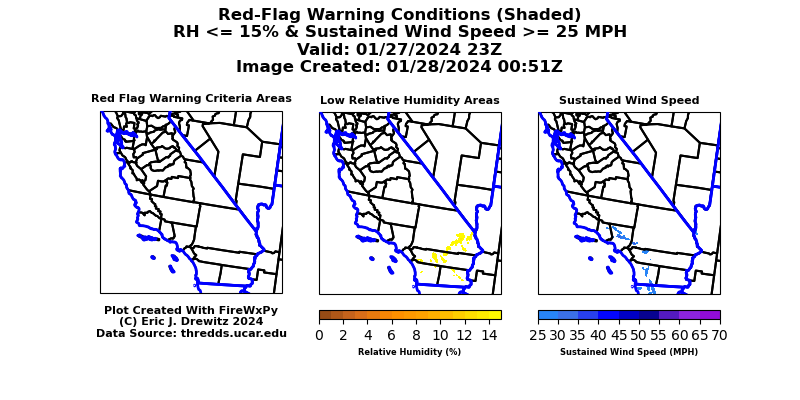 Red-Flag Warning Conditions (Shaded)
RH <= 15% & Sustained Wind Speed >= 25 MPH
Valid: 01/27/2024 23Z
Image Created: 01/28/2024 00:51Z
Red Flag Warning Criteria Areas
Low Relative Humidity Areas
Sustained Wind Speed
Plot Created With FireWxPy
(C) Eric J. Drewitz 2024
Data Source: thredds.ucar.edu
0 2 4 6 8 10 12 14
Relative Humidity (%)
25 30 35 40 45 50 55 60 65 70
Sustained Wind Speed (MPH)